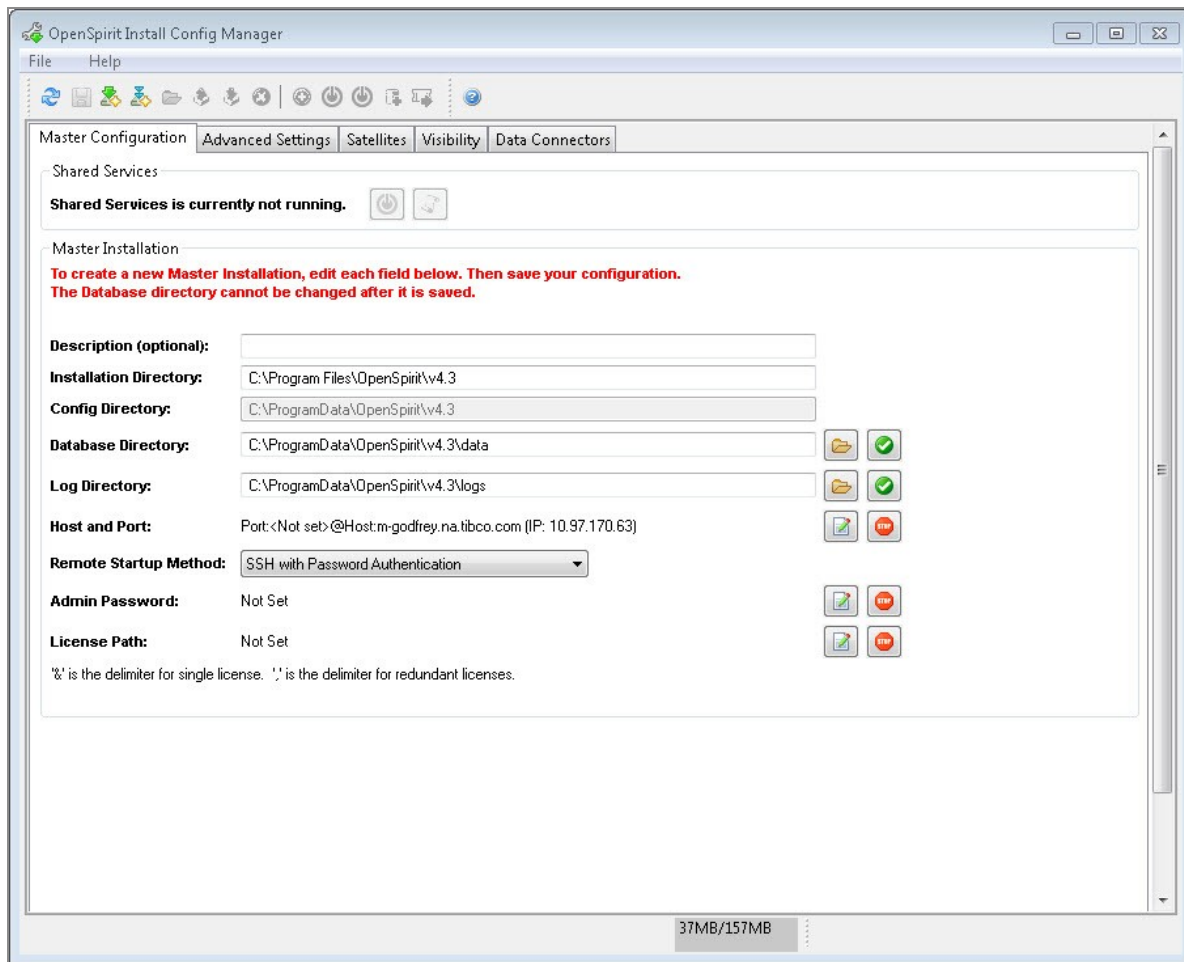 OpenSpirit Install Config Manager
File Help
Master Configuration Advanced Settings Satellites Visibility Data Connectors
Shared Services
Shared Services is currently not running.
Master Installation
To create a new Master Installation, edit each field below. Then save your configuration.
The Database directory cannot be changed after it is saved.
Description (optional):
Installation Directory: C:\Program Files\OpenSpirit\v4.3
Config Directory: C:\ProgramData\OpenSpirit\v4.3
Database Directory: C:\ProgramData\OpenSpirit\v4.3\data
Log Directory: C:\ProgramData\OpenSpirit\v4.3\logs
Host and Port: Port:<Not set>@Host:m-godfrey.na.tibco.com (IP: 10.97.170.63) STOP
Remote Startup Method: SSH with Password Authentication
Admin Password: Not Set STOP
License Path: Not Set STOP
'&' is the delimiter for single license. ',' is the delimiter for redundant licenses.
37MB/157MB